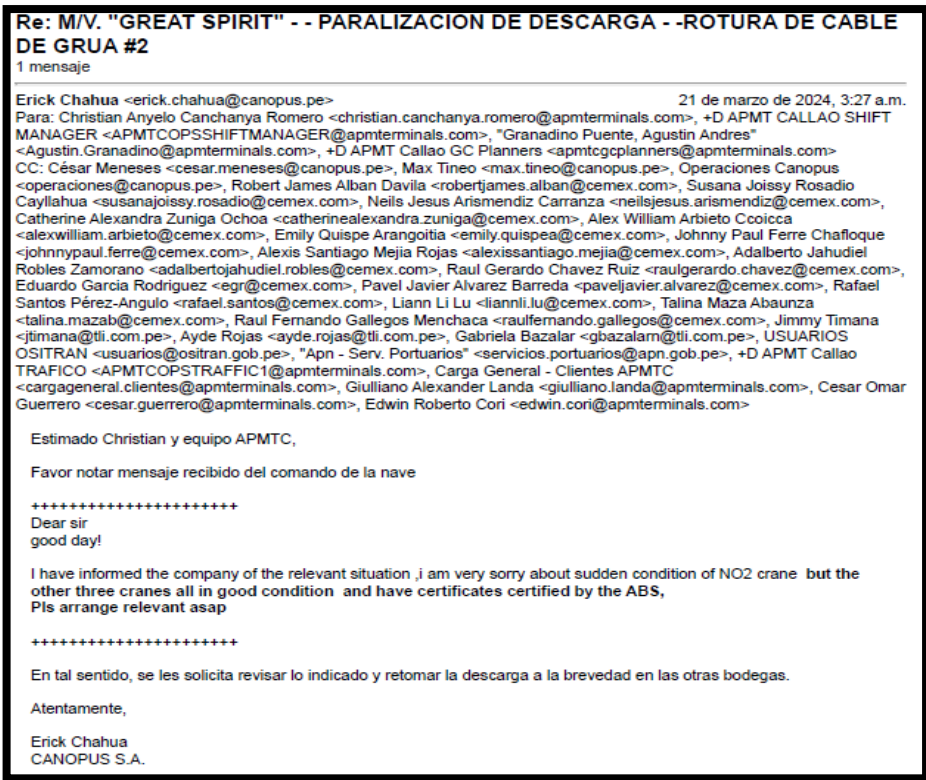 Re: M/V. "GREAT SPIRIT" - - PARALIZACION DE DESCARGA - -ROTURA DE CABLE
DE GRUA #2
1 mensaje
Erick Chahua <erick.chahua@canopus.pe> 21 de marzo de 2024, 3:27 a.m.
Para: Christian Anyelo Canchanya Romero <christian.canchanya.romero@apmterminals.com>, +D APMT CALLAO SHIFT
MANAGER <APMTCOPSSHIFTMANAGER@apmterminals.com>, "Granadino Puente, Agustin Andres"
<Agustin.Granadino@apmterminals.com>, +D APMT Callao GC Planners <apmtcgcplanners@apmterminals.com>
CC: César Meneses <cesar.meneses@canopus.pe>, Max Tineo <max.tineo@canopus.pe>, Operaciones Canopus
<operaciones@canopus.pe>, Robert James Alban Davila <robertjames.alban@cemex.com>, Susana Joissy Rosadio
Cayllahua <susanajoissy.rosadio@cemex.com>, Neils Jesus Arismendiz Carranza <neilsjesus.arismendiz@cemex.com>,
Catherine Alexandra Zuniga Ochoa <catherinealexandra.zuniga@cemex.com>, Alex William Arbieto Ccoicca
<alexwilliam.arbieto@cemex.com>, Emily Quispe Arangoitia <emily.quispea@cemex.com>, Johnny Paul Ferre Chafloque
<johnnypaul.ferre@cemex.com>, Alexis Santiago Mejia Rojas <alexissantiago.mejia@cemex.com>, Adalberto Jahudiel
Robles Zamorano <adalbertojahudiel.robles@cemex.com>, Raul Gerardo Chavez Ruiz <raulgerardo.chavez@cemex.com>,
Eduardo Garcia Rodriguez <egr@cemex.com>, Pavel Javier Alvarez Barreda <paveljavier.alvarez@cemex.com>, Rafael
Santos Pérez-Angulo <rafael.santos@cemex.com>, Liann Li Lu <liannli.lu@cemex.com>, Talina Maza Abaunza
<talina.mazab@cemex.com>, Raul Fernando Gallegos Menchaca <raulfernando.gallegos@cemex.com>, Jimmy Timana
<jtimana@tli.com.pe>, Ayde Rojas <ayde.rojas@tli.com.pe>, Gabriela Bazalar <gbazalarn@tli.com.pe>, USUARIOS
OSITRAN <usuarios@ositran.gob.pe>, "Apn - Serv. Portuarios" <servicios.portuarios@apn.gob.pe>, +D APMT Callao
TRAFICO <APMTCOPSTRAFFIC1@apmterminals.com>, Carga General - Clientes APMTC
<cargageneral.clientes@apmterminals.com>, Giulliano Alexander Landa <giulliano.landa@apmterminals.com>, Cesar Omar
Guerrero <cesar.guerrero@apmterminals.com>, Edwin Roberto Cori <edwin.cori@apmterminals.com>
Estimado Christian y equipo APMTC,
Favor notar mensaje recibido del comando de la nave
++++++++++++++++++++++
Dear sir
good day!
I have informed the company of the relevant situation ,i am very sorry about sudden condition of NO2 crane but the
other three cranes all in good condition and have certificates certified by the ABS,
Pls arrange relevant asap
++++++++++++++++++++++
En tal sentido, se les solicita revisar lo indicado y retomar la descarga a la brevedad en las otras bodegas.
Atentamente,
Erick Chahua
CANOPUS S.A.